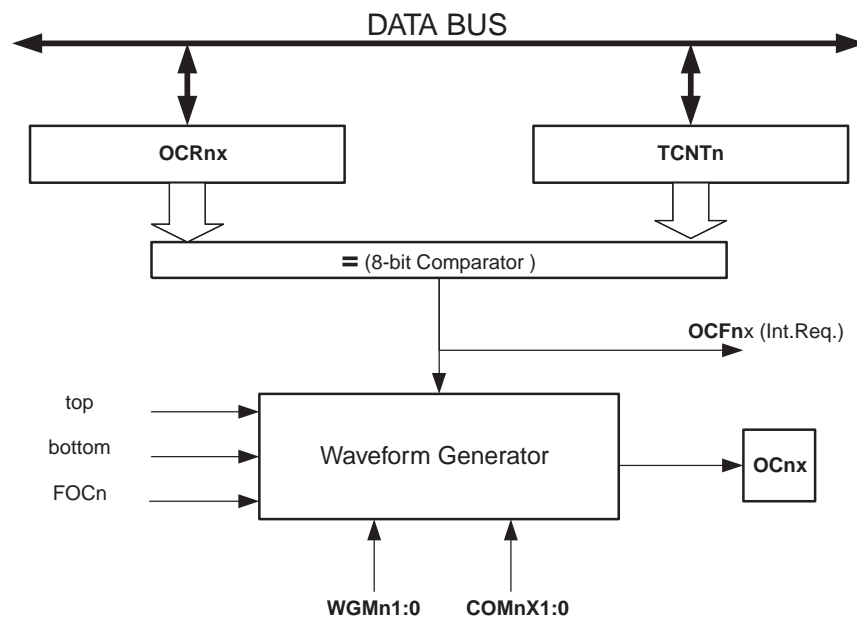 DATA BUS
OCRnx
TCNTn
= (8-bit Comparator )
OCFnx (Int.Req.)
top
bottom
FOCn
Waveform Generator
OCnx
WGMn1:0
COMnX1:0